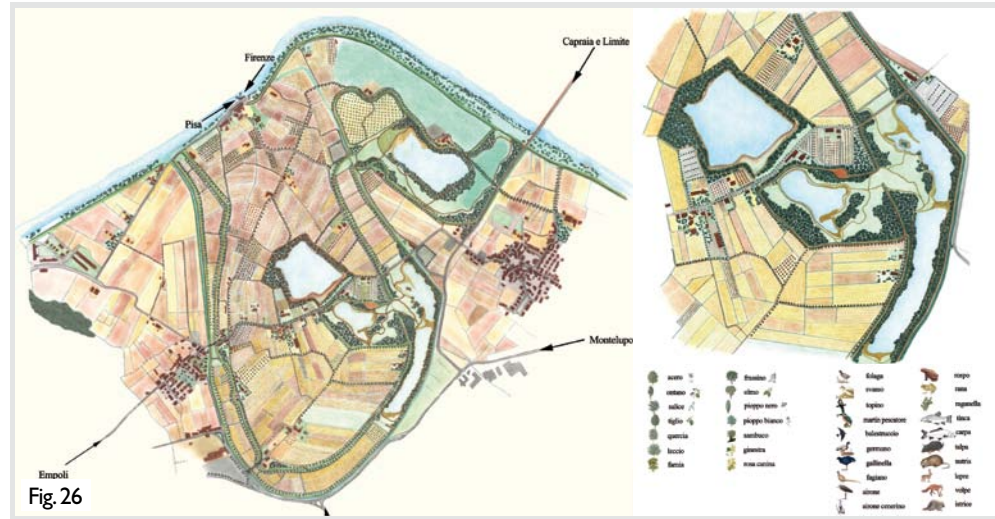 Firenze
Pisa
Capraia e Limite
Montelupo
Empoli
Fig. 26
acero
ontano
salice
tiglio
quercia
leccio
farnia
frassino
olmo
pioppo nero
pioppo bianco
sambuco
ginestra
rosa canina
folaga
svasso
topino
martin pescatore
balestruccio
germano
gallinella
fagiano
airone
airone cenerino
rospo
rana
raganella
tinca
carpa
talpa
nutria
lepre
volpe
istrice